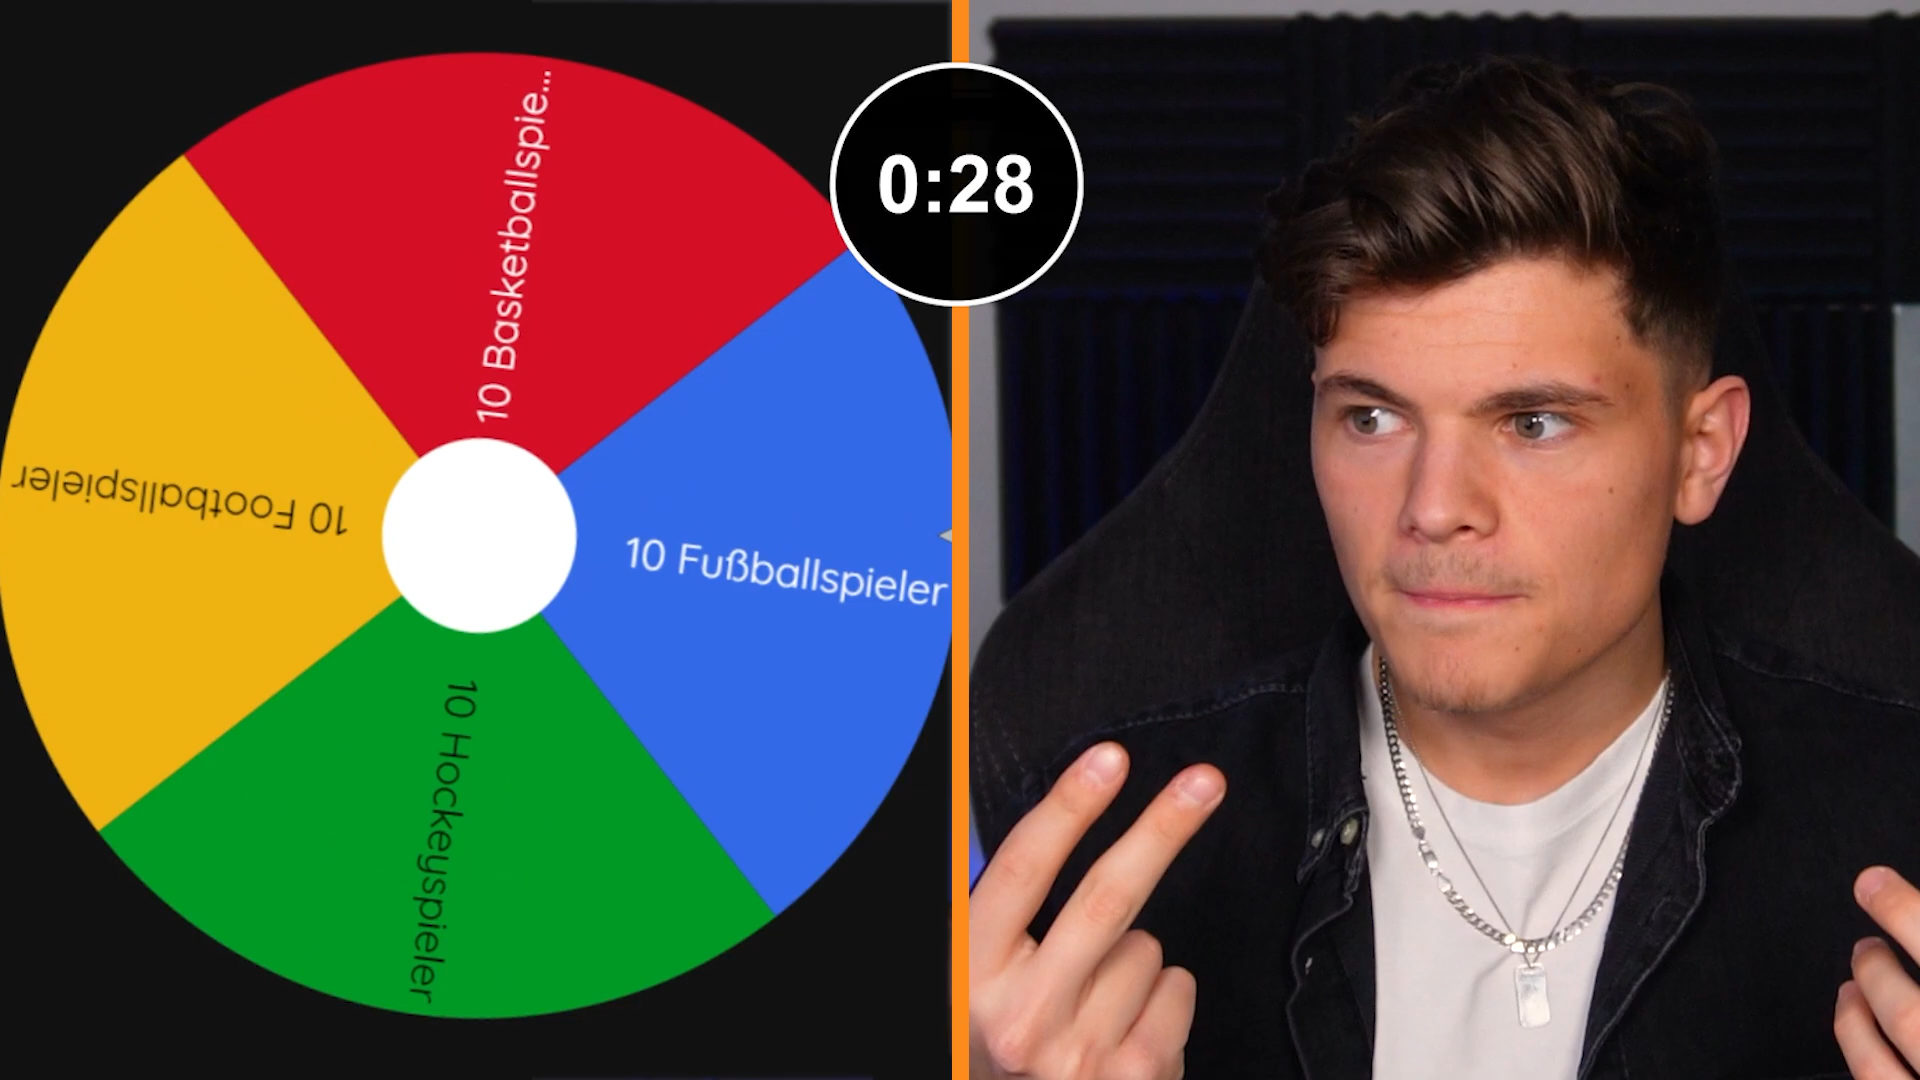 10 Basketballspie...
0:28
10 Footballspieler
10 Fußballspieler
10 Hockeyspieler